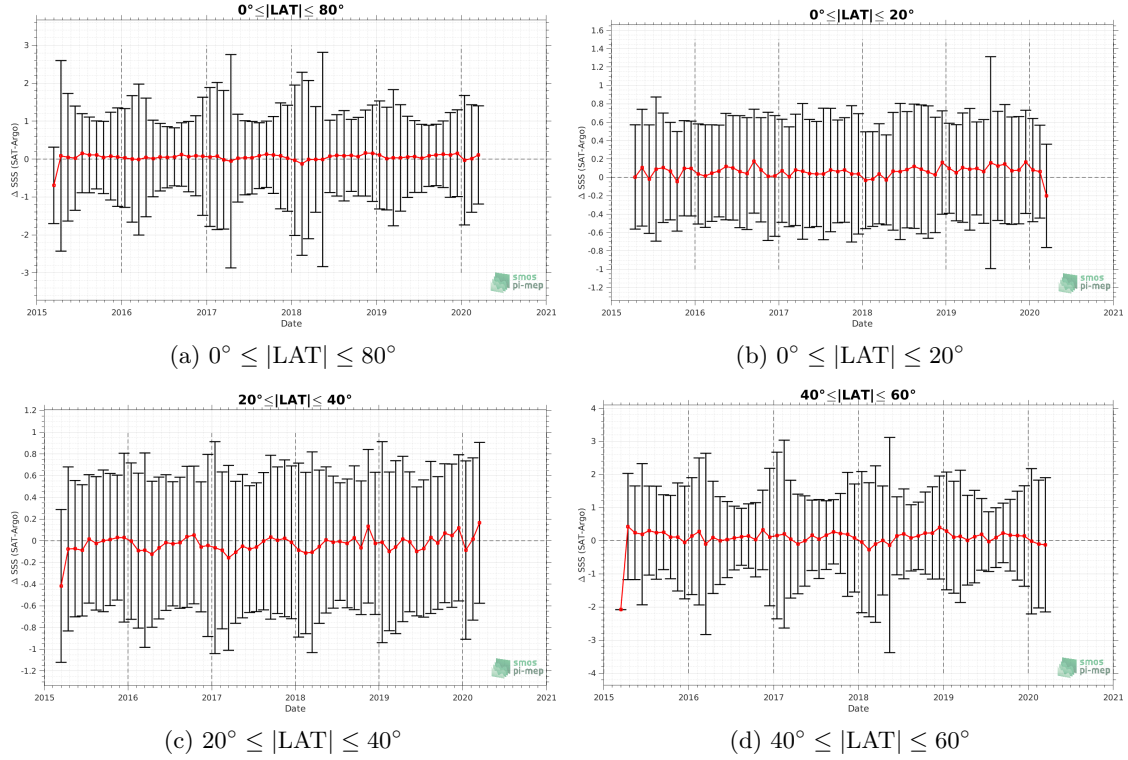 0°≤|LAT|≤ 80°
3
2
1
0
-1
-2
-3
Δ SSS (SAT-Argo)
2015 2016 2017 2018 2019 2020 2021
Date
smos
pi-mep
(a) 0° ≤ |LAT| ≤ 80°
0°≤|LAT|≤ 20°
1.6
1.4
1.2
1
0.8
0.6
0.4
0.2
0
-0.2
-0.4
-0.6
-0.8
-1
-1.2
Δ SSS (SAT-Argo)
2015 2016 2017 2018 2019 2020 2021
Date
smos
pi-mep
(b) 0° ≤ |LAT| ≤ 20°
20°≤|LAT|≤ 40°
1.2
1
0.8
0.6
0.4
0.2
0
-0.2
-0.4
-0.6
-0.8
-1
-1.2
Δ SSS (SAT-Argo)
2015 2016 2017 2018 2019 2020 2021
Date
smos
pi-mep
(c) 20° ≤ |LAT| ≤ 40°
40°≤|LAT|≤ 60°
4
3
2
1
0
-1
-2
-3
-4
Δ SSS (SAT-Argo)
2015 2016 2017 2018 2019 2020 2021
Date
smos
pi-mep
(d) 40° ≤ |LAT| ≤ 60°